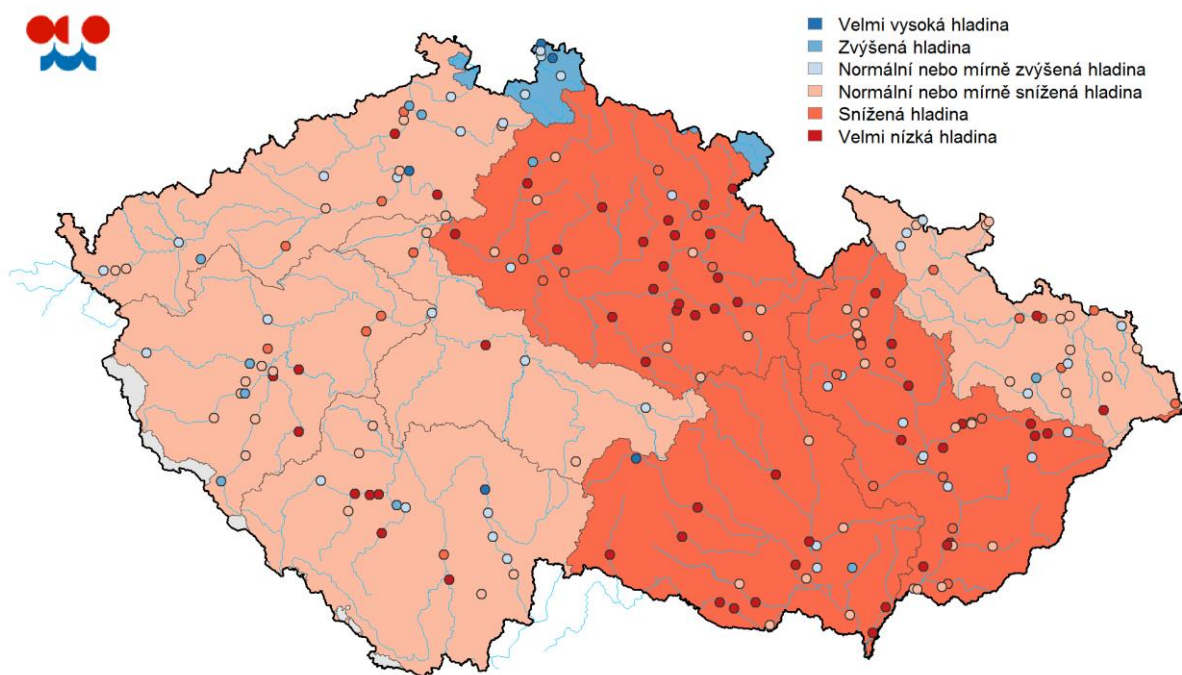 Velmi vysoká hladina
Zvýšená hladina
Normální nebo mírně zvýšená hladina
Normální nebo mírně snížená hladina
Snížená hladina
Velmi nízká hladina